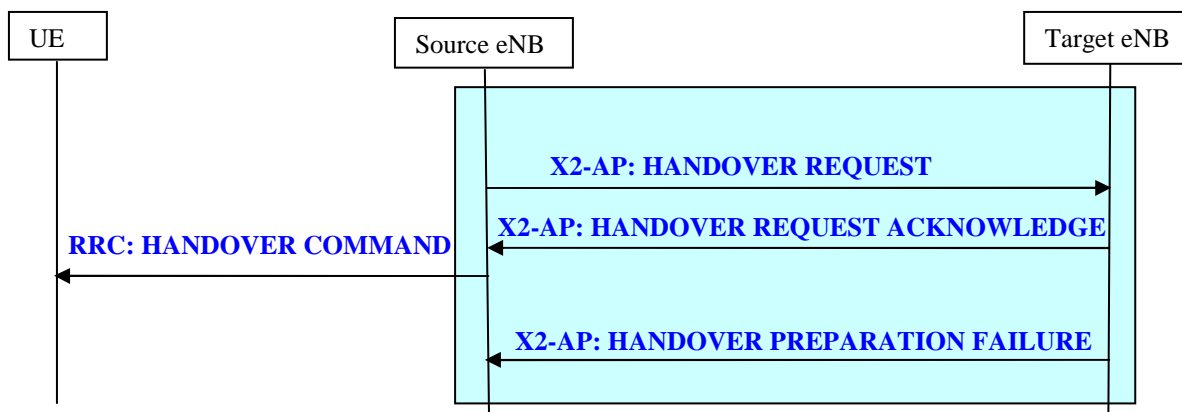 UE
Source eNB
Target eNB
X2-AP: HANDOVER REQUEST
X2-AP: HANDOVER REQUEST ACKNOWLEDGE
RRC: HANDOVER COMMAND
X2-AP: HANDOVER PREPARATION FAILURE